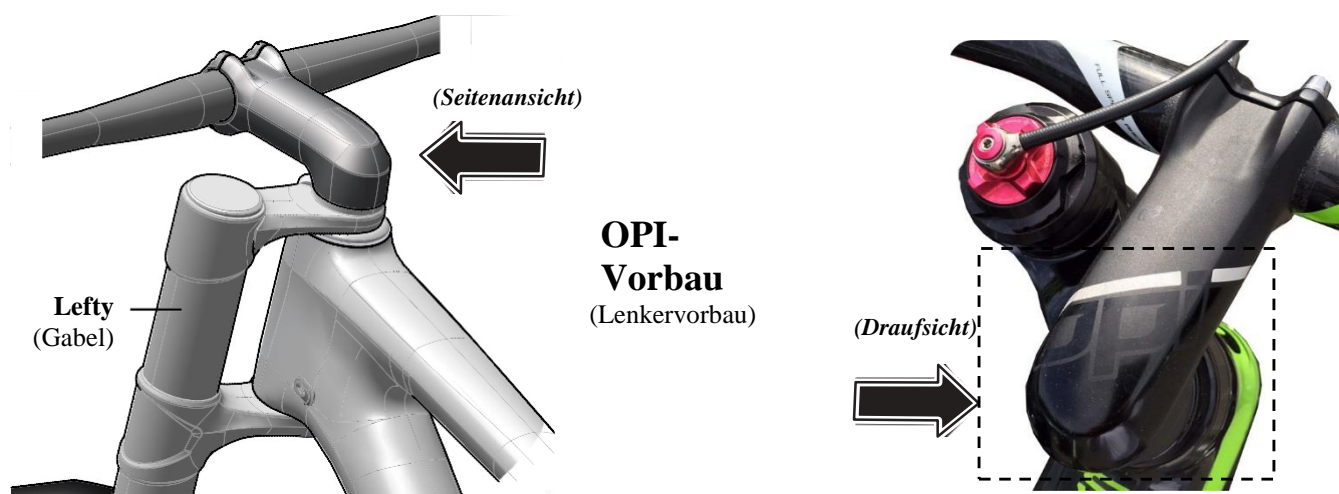 (Seitenansicht)
OPI-
Vorbau
(Lenkervorbau)
Lefty
(Gabel)
(Draufsicht)
OPI